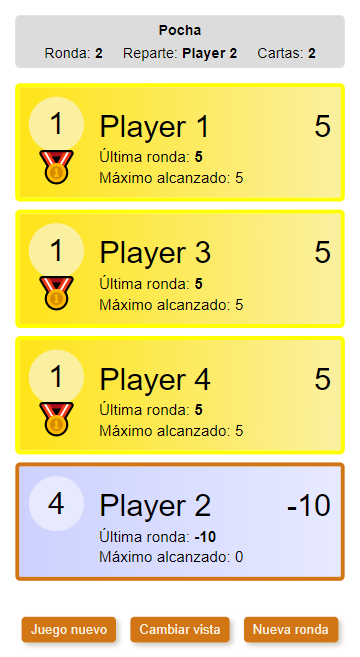 Pocha
Ronda: 2 Reparte: Player 2 Cartas: 2
1
Player 1 5
Última ronda: 5
Máximo alcanzado: 5
1
Player 3 5
Última ronda: 5
Máximo alcanzado: 5
1
Player 4 5
Última ronda: 5
Máximo alcanzado: 5
4
Player 2 -10
Última ronda: -10
Máximo alcanzado: 0
Juego nuevo Cambiar vista Nueva ronda